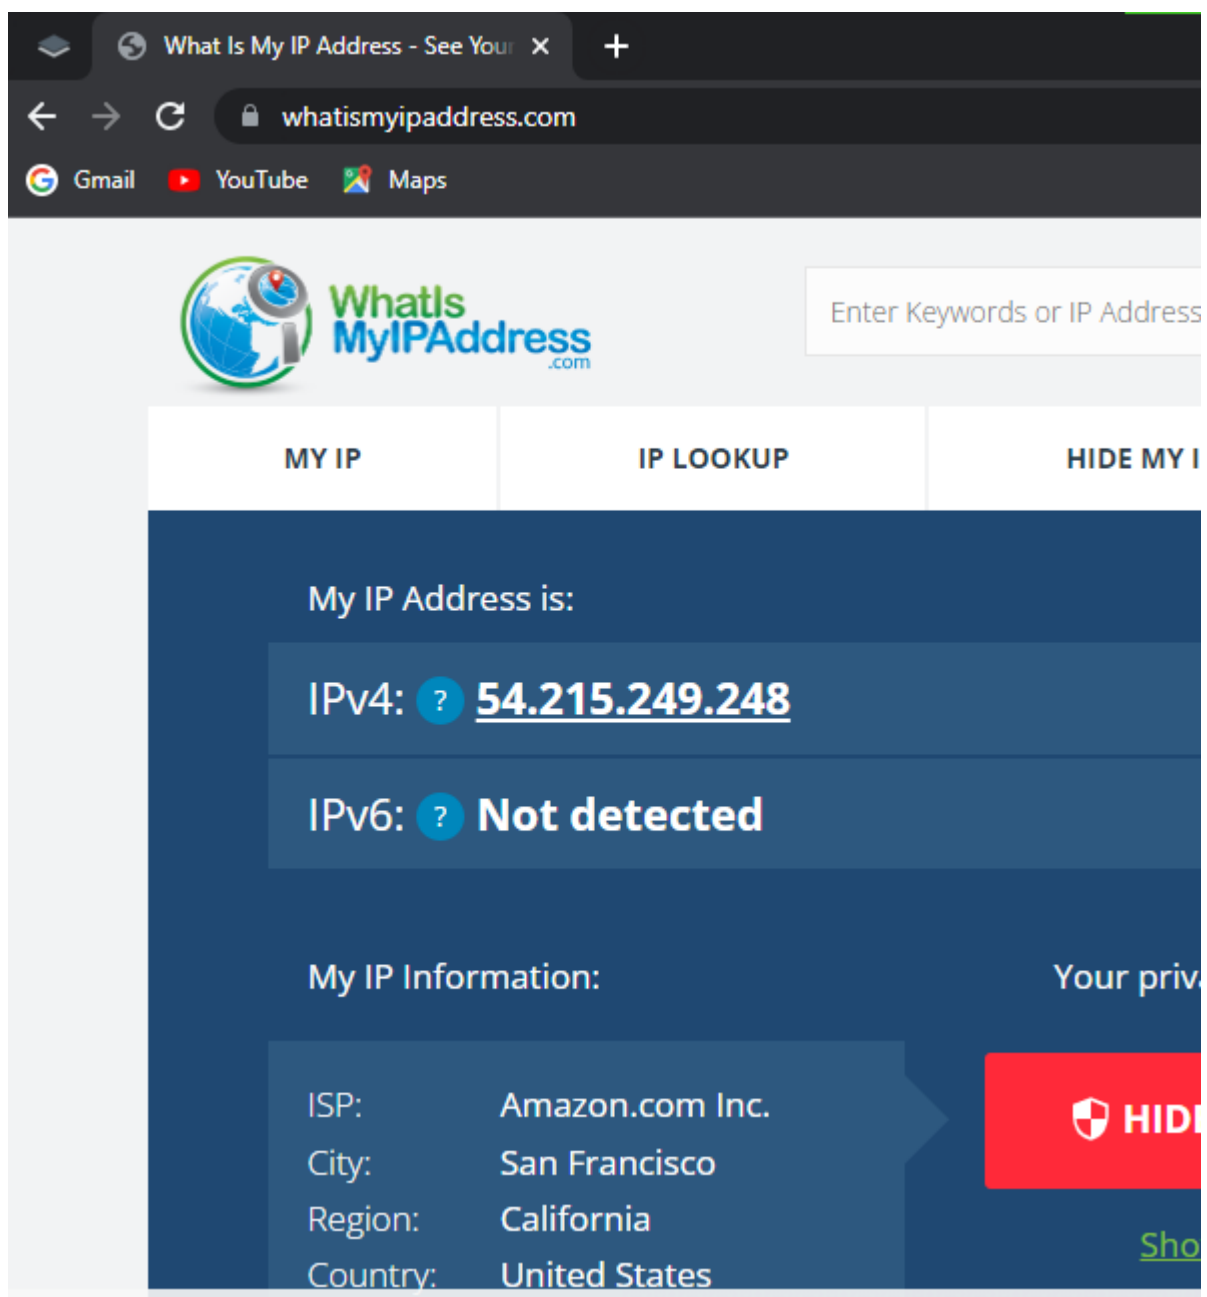 What Is My IP Address - See Your
whatismyipaddress.com
Gmail YouTube Maps
WhatIs
MyIPAddress
.com
Enter Keywords or IP Address
MY IP IP LOOKUP HIDE MY I
My IP Address is:
IPv4: ? 54.215.249.248
IPv6: ? Not detected
My IP Information:
Your priv
ISP: Amazon.com Inc.
City: San Francisco
Region: California
Country: United States
HID
Sho